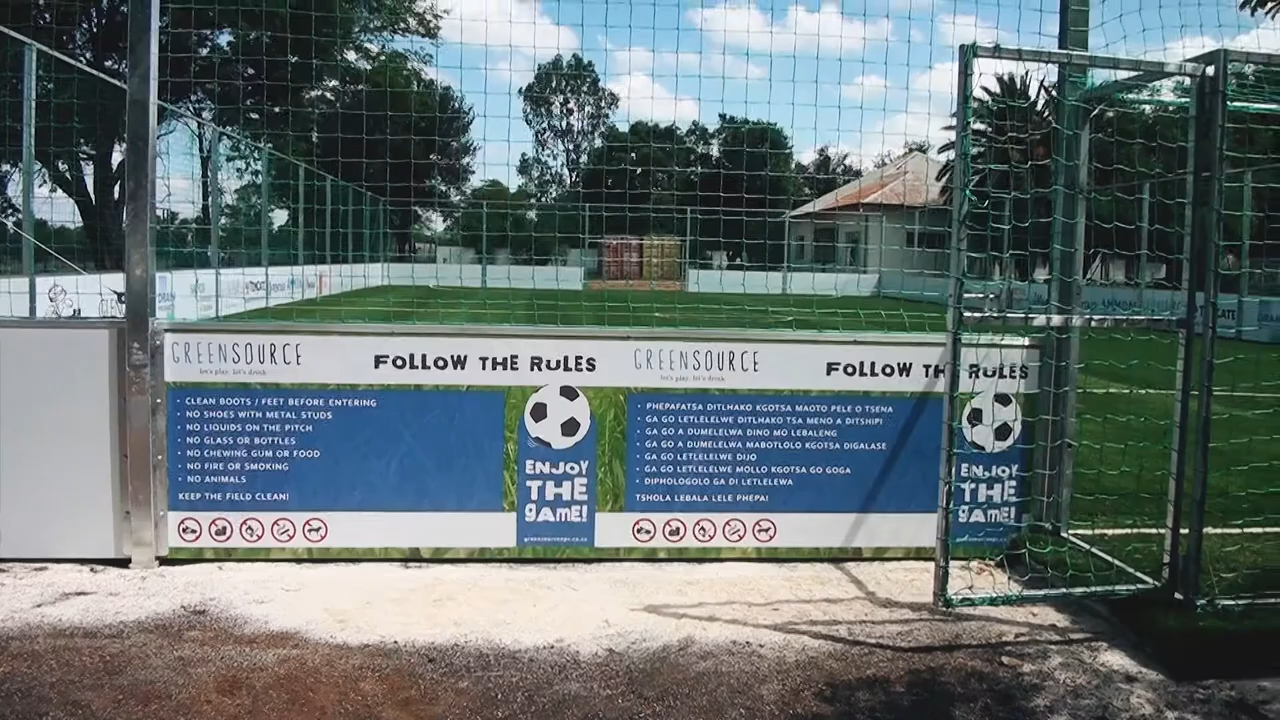 GREENSOURCE
let's play. let's drink
FOLLOW THE RULES
CLEAN BOOTS / FEET BEFORE ENTERING
NO SHOES WITH METAL STUDS
NO LIQUIDS ON THE PITCH
NO GLASS OR BOTTLES
NO CHEWING GUM OR FOOD
NO FIRE OR SMOKING
NO ANIMALS
KEEP THE FIELD CLEAN!
ENJOY
THE
game!
GREENSOURCE
let's play. let's drink
FOLLOW THE RULES
PHEPAFATSA DITLHAKO KGOTSA MAOTO PELE O TSENA
GA GO LETLELELWE DITLHAKO TSA MENO A DITSHIPI
GA GO A DUMELELWA DINO MO LEBALENG
GA GO A DUMELELWA MABOTLOLO KGOTSA DIGALASE
GA GO LETLELELWE DIJO
GA GO LETLELELWE MOLLO KGOTSA GO GOGA
DIPHOLOGOLO GA DI LETLELEWA
TSHOLA LEBALA LELE PHEPA!
ENJOY
THE
game!